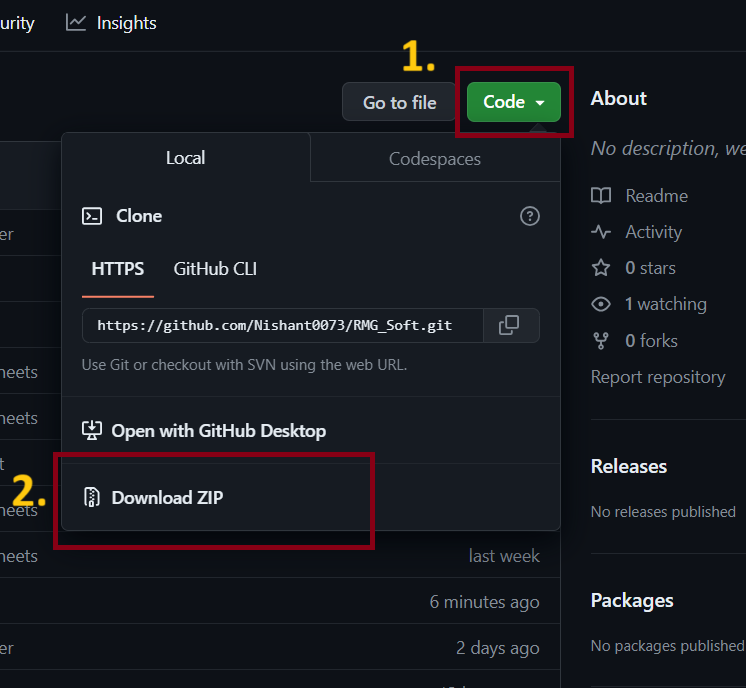 urity
Insights
1.
Go to file
Code
About
Local
Codespaces
No description, we
Clone
Readme
er
Activity
HTTPS
GitHub CLI
0 stars
1 watching
https://github.com/Nishant0073/RMG_Soft.git
0 forks
Use Git or checkout with SVN using the web URL.
heets
Report repository
heets
Open with GitHub Desktop
t
Releases
2.
Download ZIP
heets
No releases published
heets
last week
6 minutes ago
Packages
er
2 days ago
No packages published